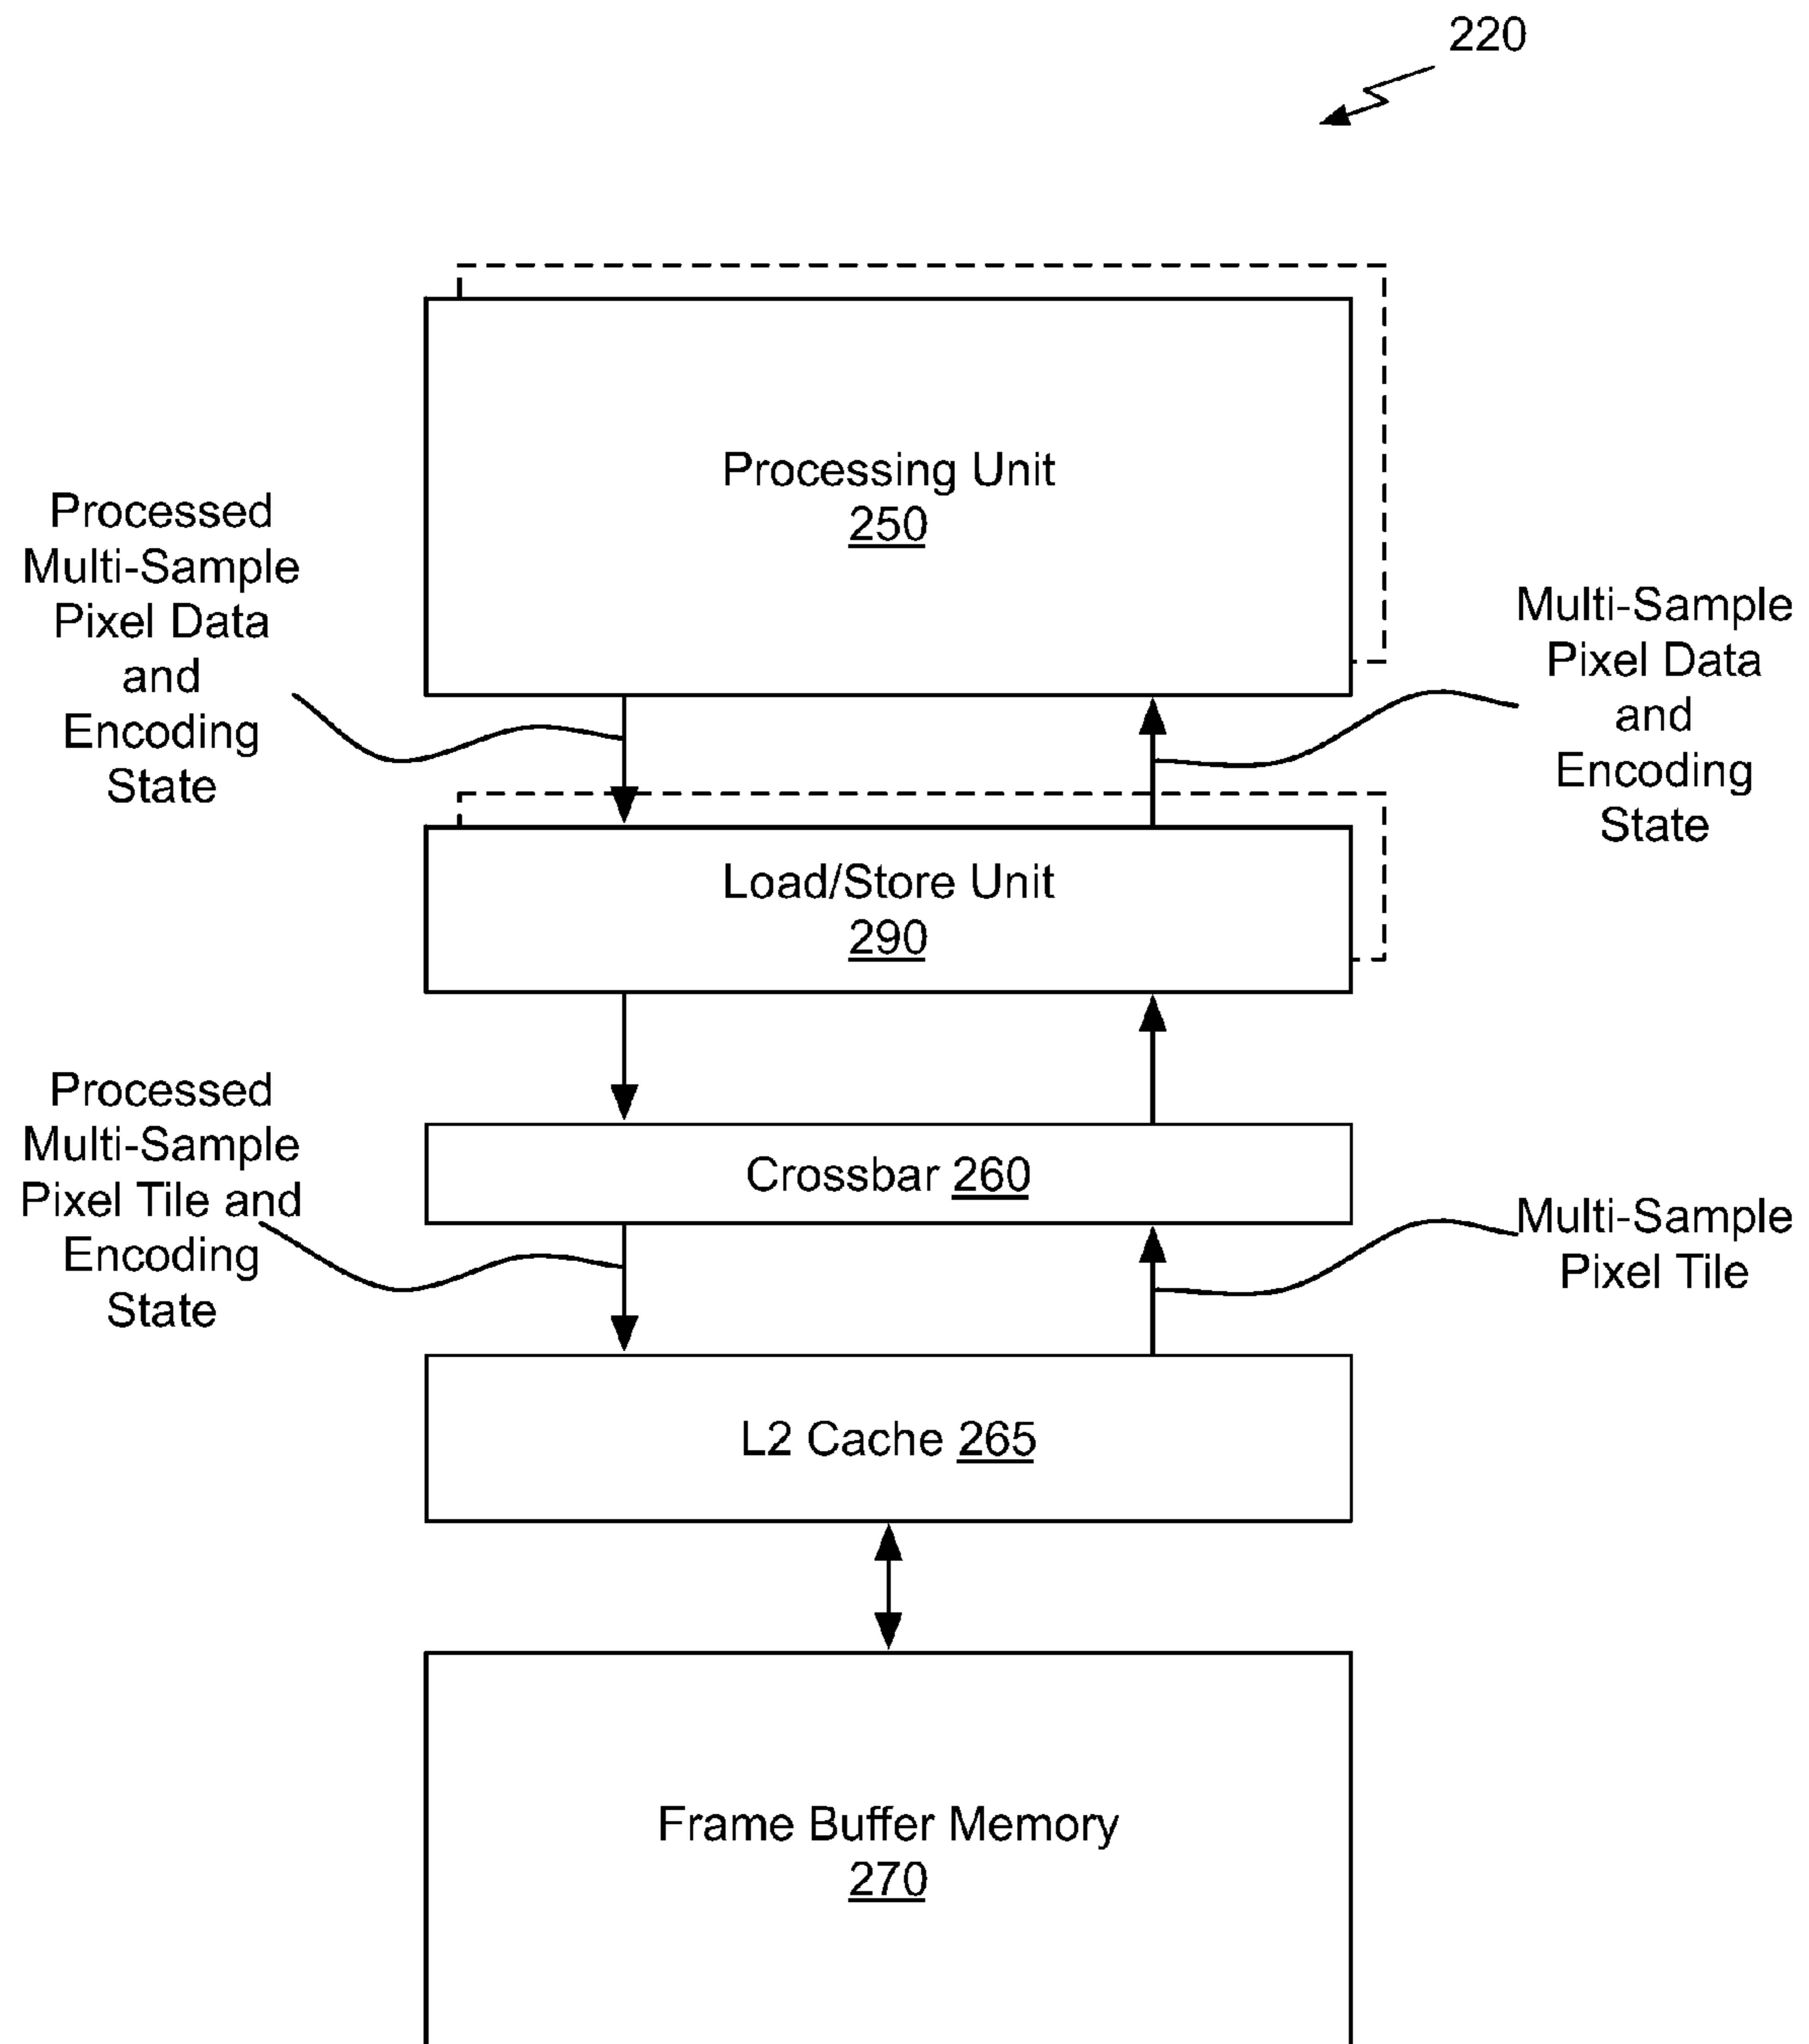 220
Processing Unit
250
Processed
Multi-Sample
Pixel Data
and
Encoding
State
Multi-Sample
Pixel Data
and
Encoding
State
Load/Store Unit
290
Processed
Multi-Sample
Pixel Tile and
Encoding
State
Crossbar 260
Multi-Sample
Pixel Tile
L2 Cache 265
Frame Buffer Memory
270